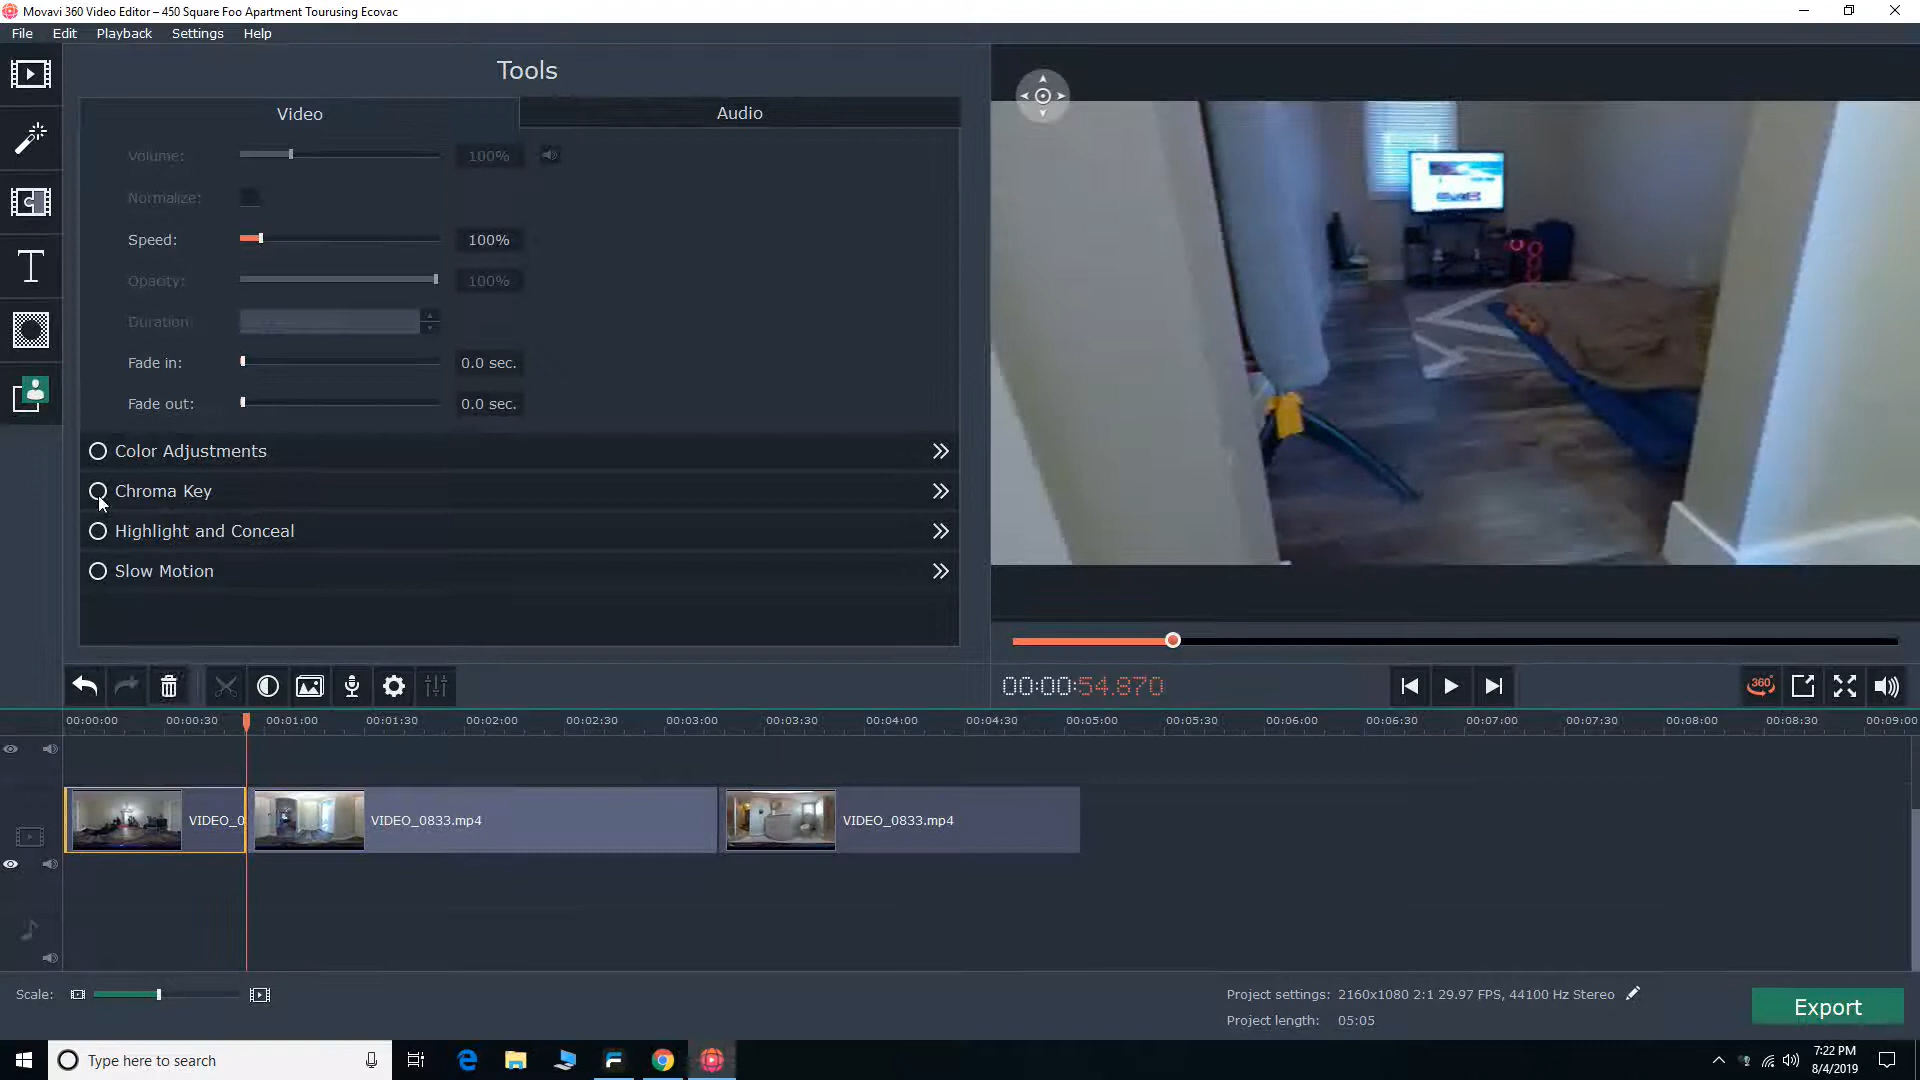 Movavi 360 Video Editor – 450 Square Foo Apartment Tourusing Ecovac
File Edit Playback Settings Help
Tools
Video Audio
Volume: 100%
Normalize:
Speed: 100%
Opacity: 100%
Duration
Fade in: 0.0 sec.
Fade out: 0.0 sec.
Color Adjustments
Chroma Key
Highlight and Conceal
Slow Motion
00:00:54.870 360°
00:00:00 00:00:30 00:01:00 00:01:30 00:02:00 00:02:30 00:03:00 00:03:30 00:04:00 00:04:30 00:05:00 00:05:30 00:06:00 00:06:30 00:07:00 00:07:30 00:08:00 00:08:30 00:09:00
VIDEO_0 VIDEO_0833.mp4 VIDEO_0833.mp4
Scale: Project settings: 2160x1080 2:1 29.97 FPS, 44100 Hz Stereo
Project length: 05:05
Export
Type here to search
7:22 PM
8/4/2019